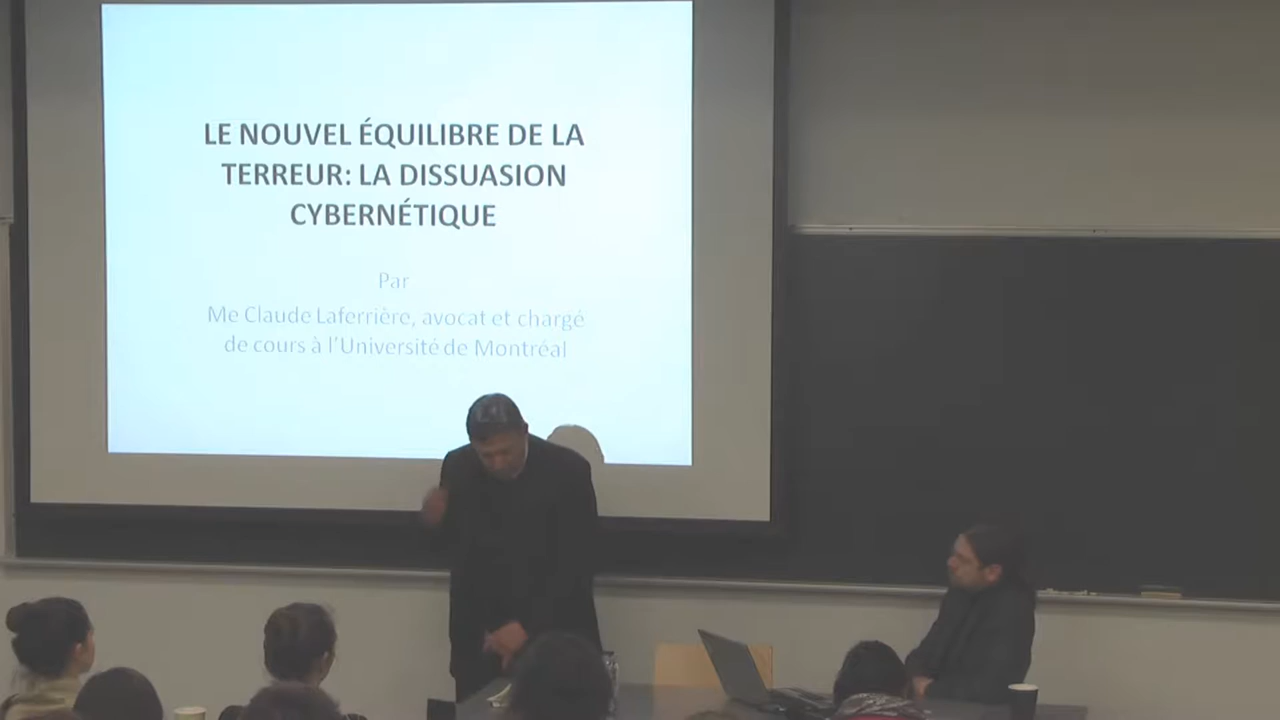 LE NOUVEL ÉQUILIBRE DE LA
TERREUR: LA DISSUASION
CYBERNÉTIQUE
Par
Me Claude Laferrière, avocat et chargé
de cours à l'Université de Montréal